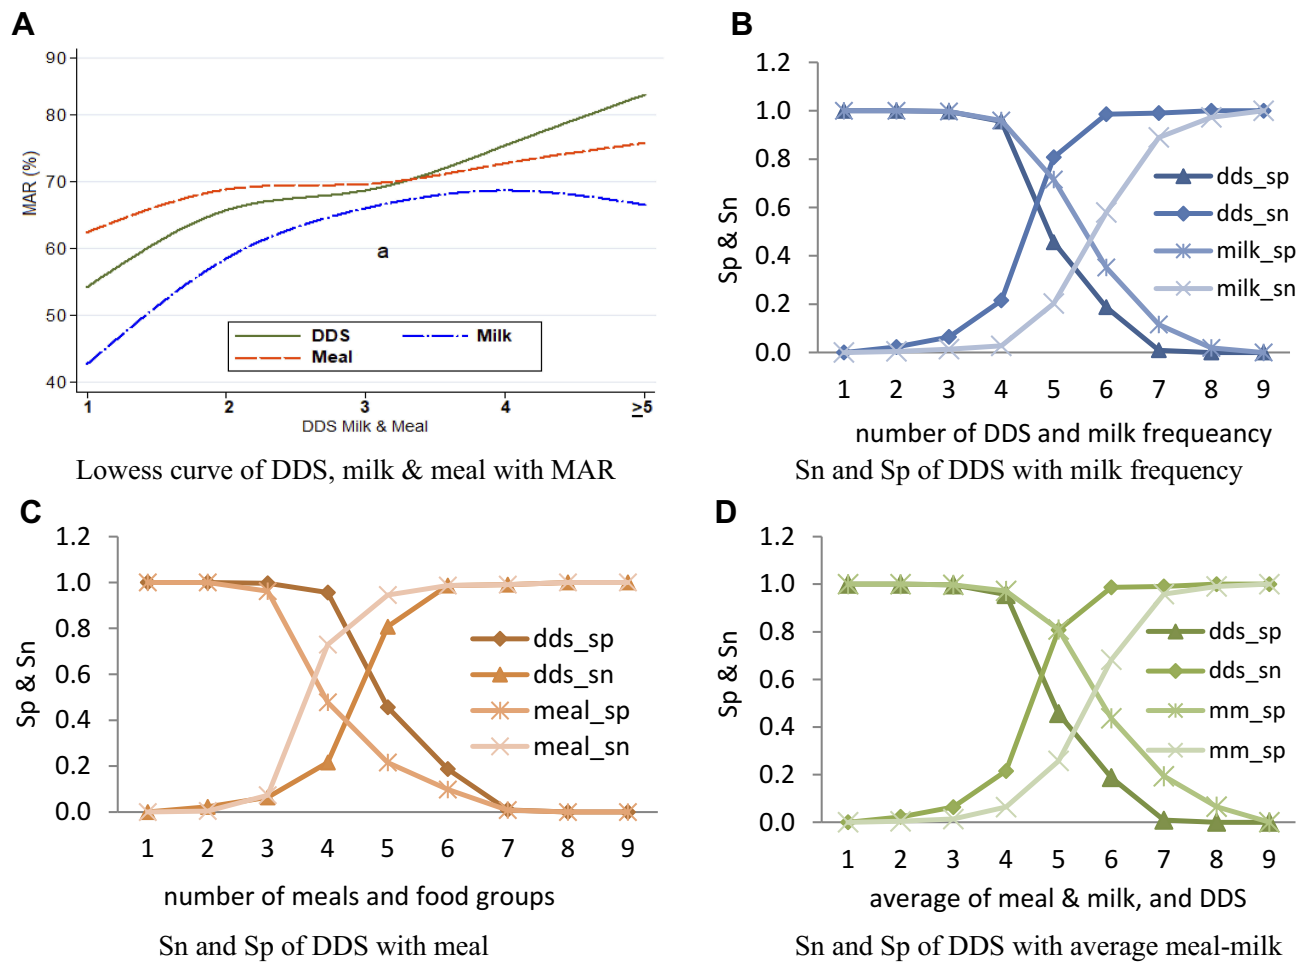 A
90
80
70
60
50
40
MAR (%)
a
DDS
Milk
Meal
1
2
3
4
≥5
DDS Milk & Meal
Lowess curve of DDS, milk & meal with MAR
B
1.2
1.0
0.8
0.6
0.4
0.2
0.0
Sp & Sn
dds_sp
dds_sn
milk_sp
milk_sn
1 2 3 4 5 6 7 8 9
number of DDS and milk frequeancy
Sn and Sp of DDS with milk frequency
C
1.2
1.0
0.8
0.6
0.4
0.2
0.0
Sp & Sn
dds_sp
dds_sn
meal_sp
meal_sn
1 2 3 4 5 6 7 8 9
number of meals and food groups
Sn and Sp of DDS with meal
D
1.2
1.0
0.8
0.6
0.4
0.2
0.0
Sp & Sn
dds_sp
dds_sn
mm_sp
mm_sp
1 2 3 4 5 6 7 8 9
average of meal & milk, and DDS
Sn and Sp of DDS with average meal-milk